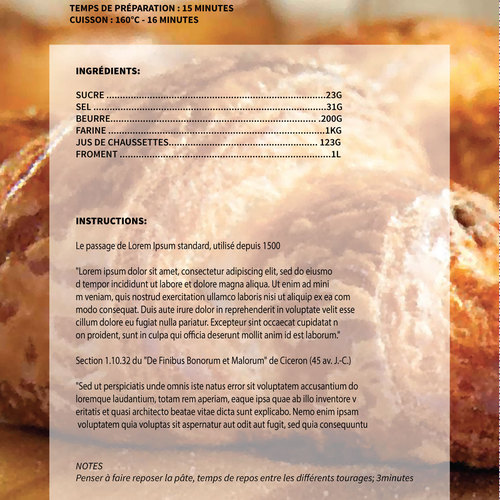 TEMPS DE PRÉPARATION : 15 MINUTES
CUISSON : 160°C - 16 MINUTES
INGRÉDIENTS:
SUCRE ................................................................23G
SEL ....................................................................31G
BEURRE............................................................ .200G
FARINE ...............................................................1KG
JUS DE CHAUSSETTES........................................... 123G
FROMENT .............................................................1L
INSTRUCTIONS:
Le passage de Lorem Ipsum standard, utilisé depuis 1500
"Lorem ipsum dolor sit amet, consectetur adipiscing elit, sed do eiusmo
d tempor incididunt ut labore et dolore magna aliqua. Ut enim ad mini
m veniam, quis nostrud exercitation ullamco laboris nisi ut aliquip ex ea com
modo consequat. Duis aute irure dolor in reprehenderit in voluptate velit esse
cillum dolore eu fugiat nulla pariatur. Excepteur sint occaecat cupidatat n
on proident, sunt in culpa qui officia deserunt mollit anim id est laborum."
Section 1.10.32 du "De Finibus Bonorum et Malorum" de Ciceron (45 av. J.-C.)
"Sed ut perspiciatis unde omnis iste natus error sit voluptatem accusantium do
loremque laudantium, totam rem aperiam, eaque ipsa quae ab illo inventore v
eritatis et quasi architecto beatae vitae dicta sunt explicabo. Nemo enim ipsam
voluptatem quia voluptas sit aspernatur aut odit aut fugit, sed quia consequuntu
NOTES
Penser à faire reposer la pâte, temps de repos entre les différents tourages; 3minutes